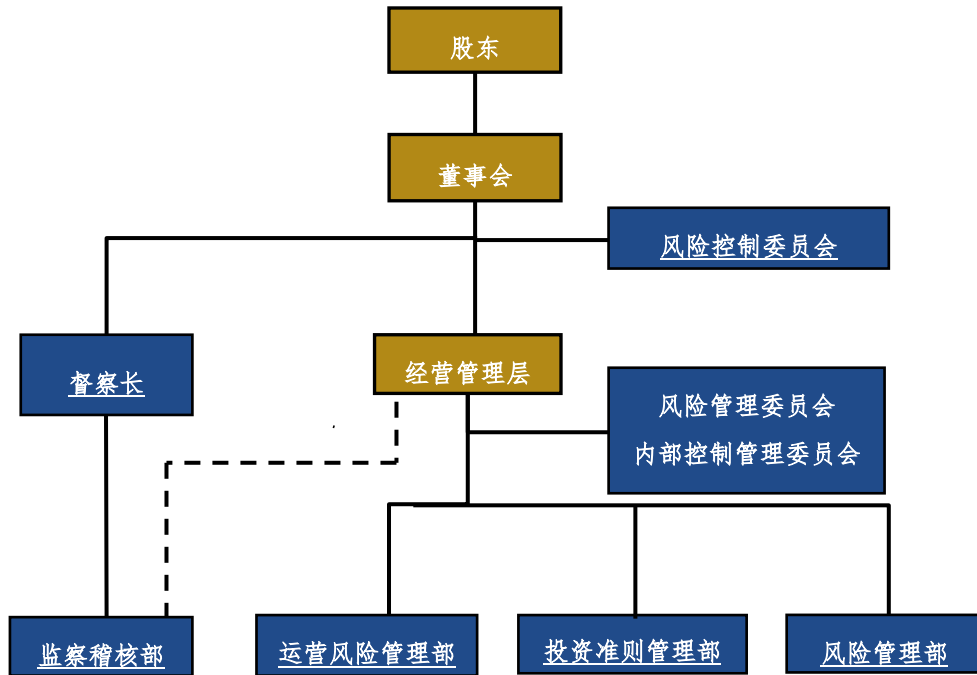 股东
董事会
风险控制委员会
督察长
经营管理层
风险管理委员会
内部控制管理委员会
监察稽核部
运营风险管理部
投资准则管理部
风险管理部